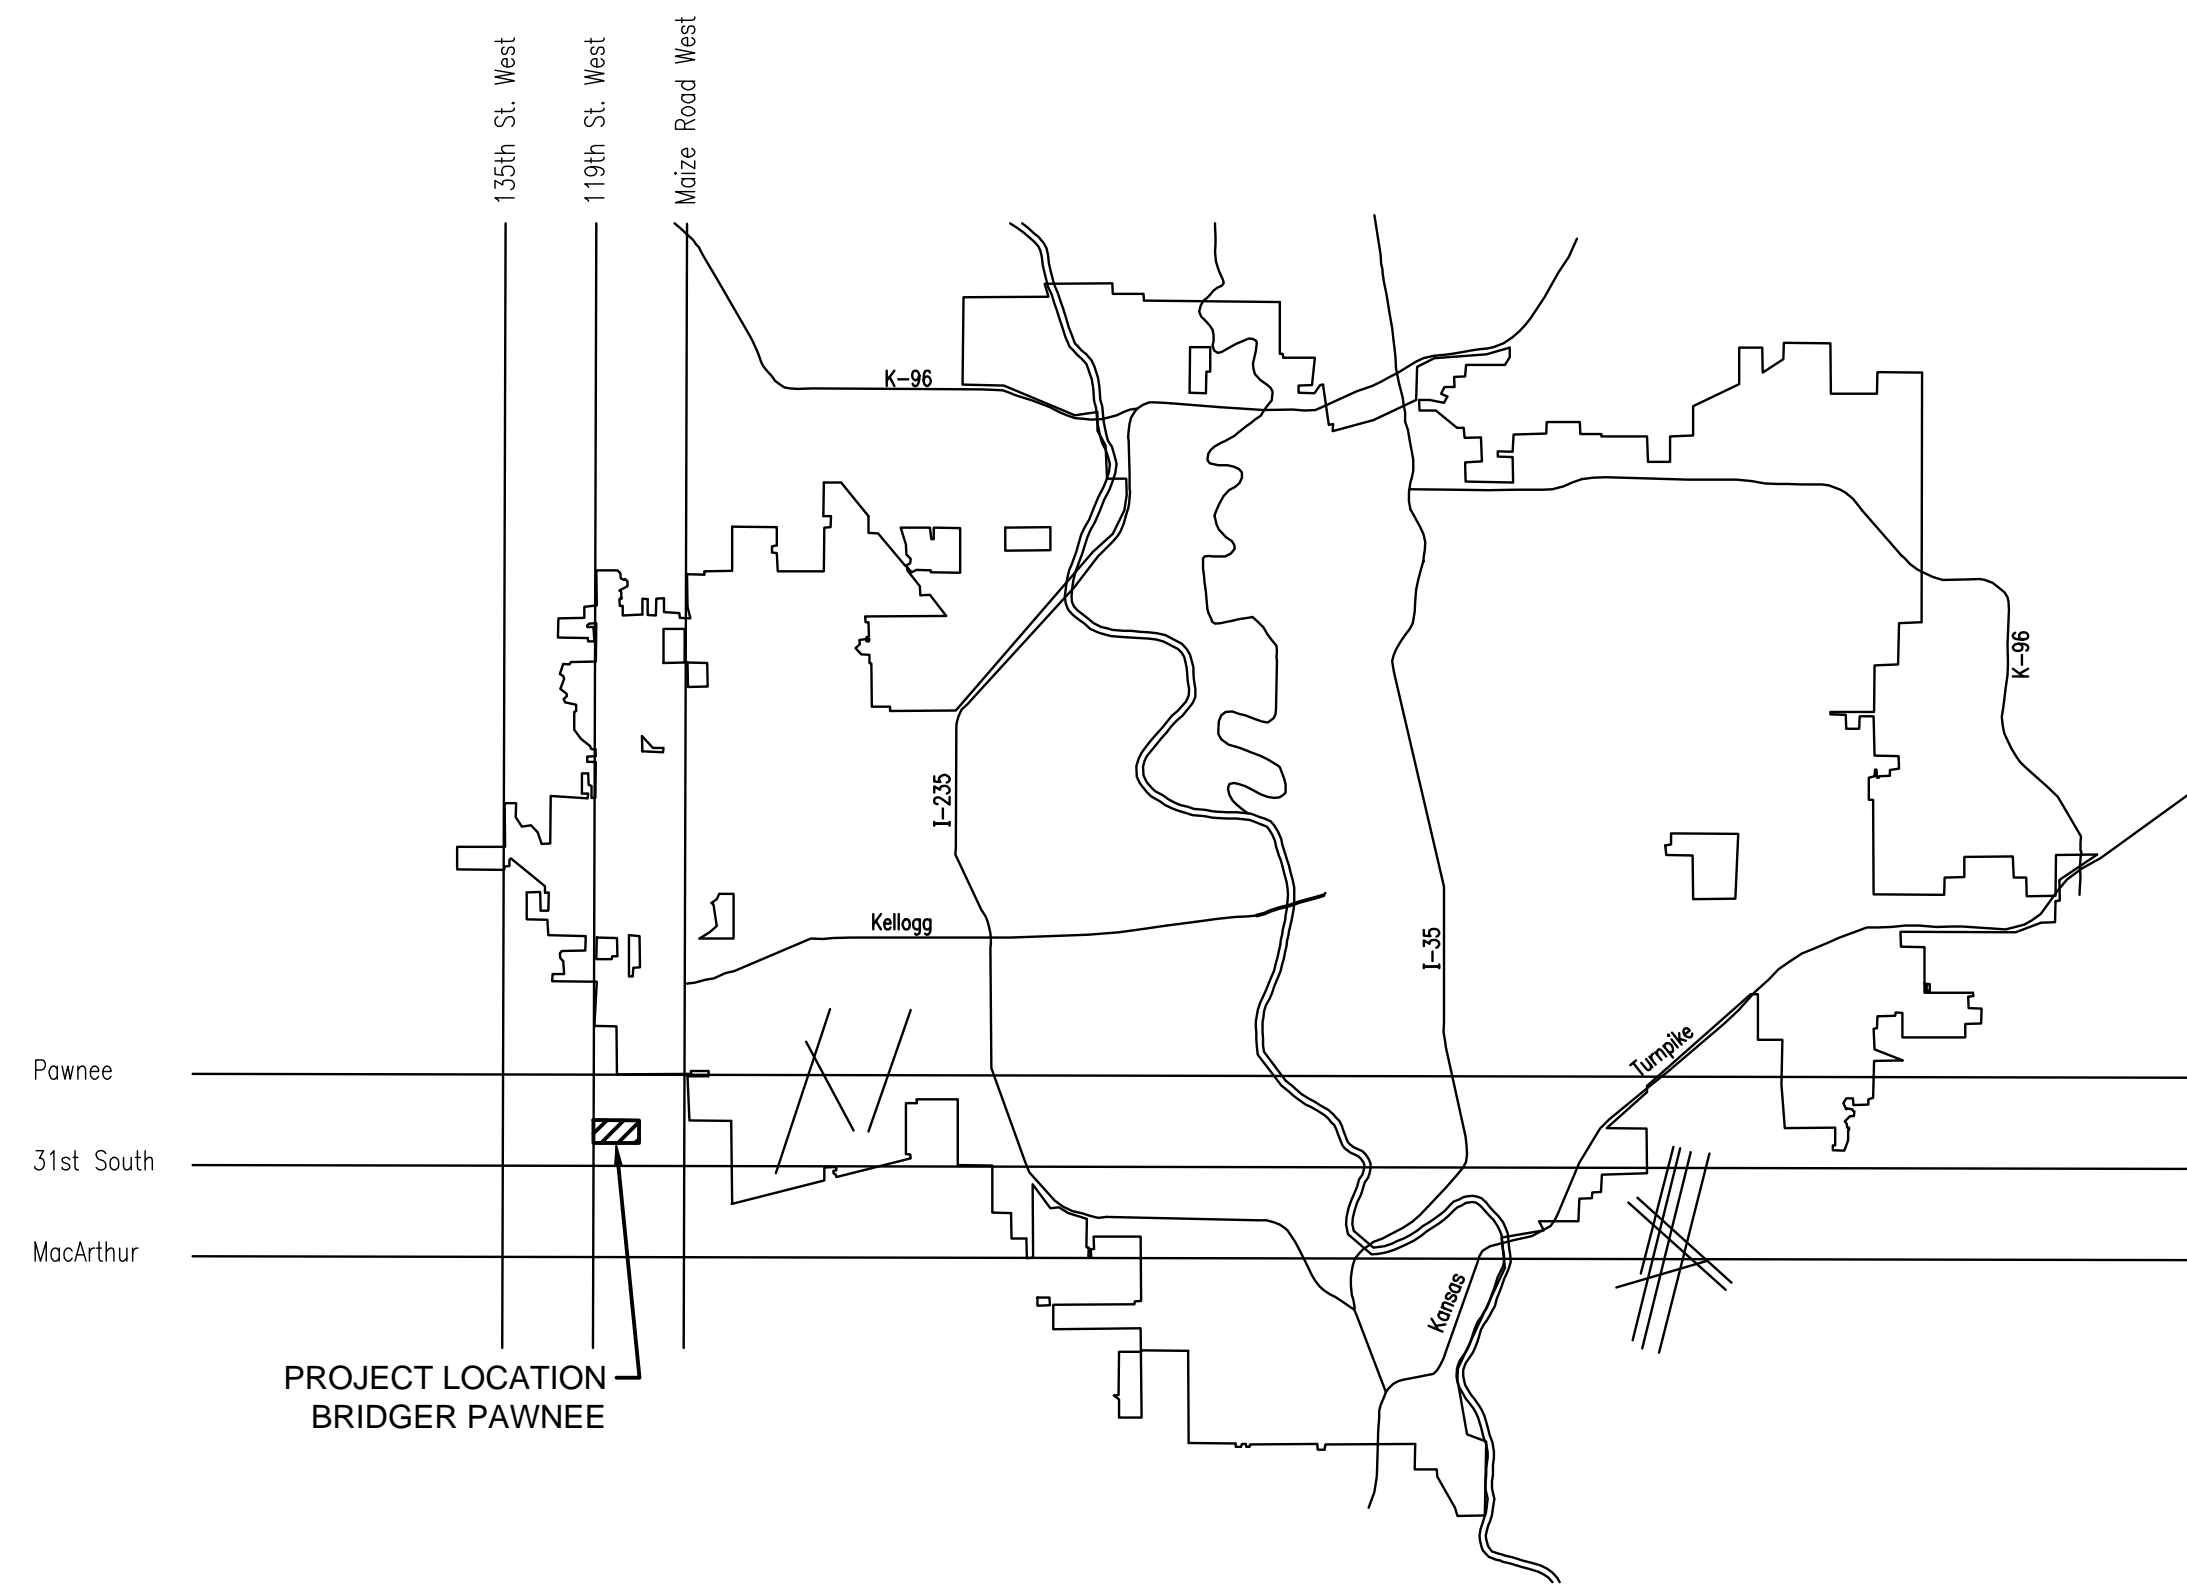 135th St. West
119th St. West
Maize Road West
K-96
K-96
I-235
Kellogg
I-35
Turnpike
Pawnee
31st South
MacArthur
Kansas
PROJECT LOCATION
BRIDGER PAWNEE